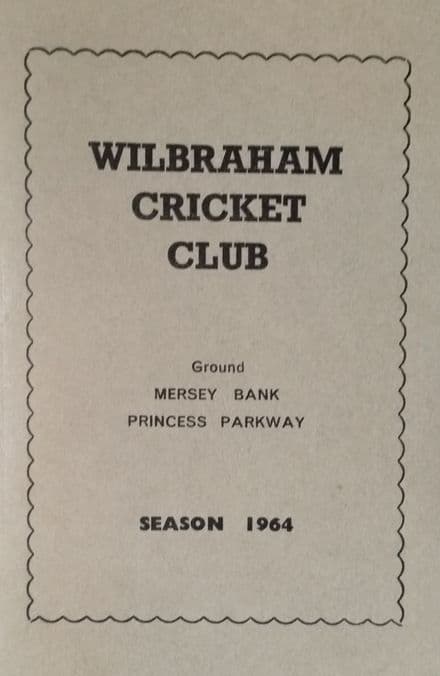 WILBRAHAM
CRICKET
CLUB
Ground
MERSEY BANK
PRINCESS PARKWAY
SEASON 1964